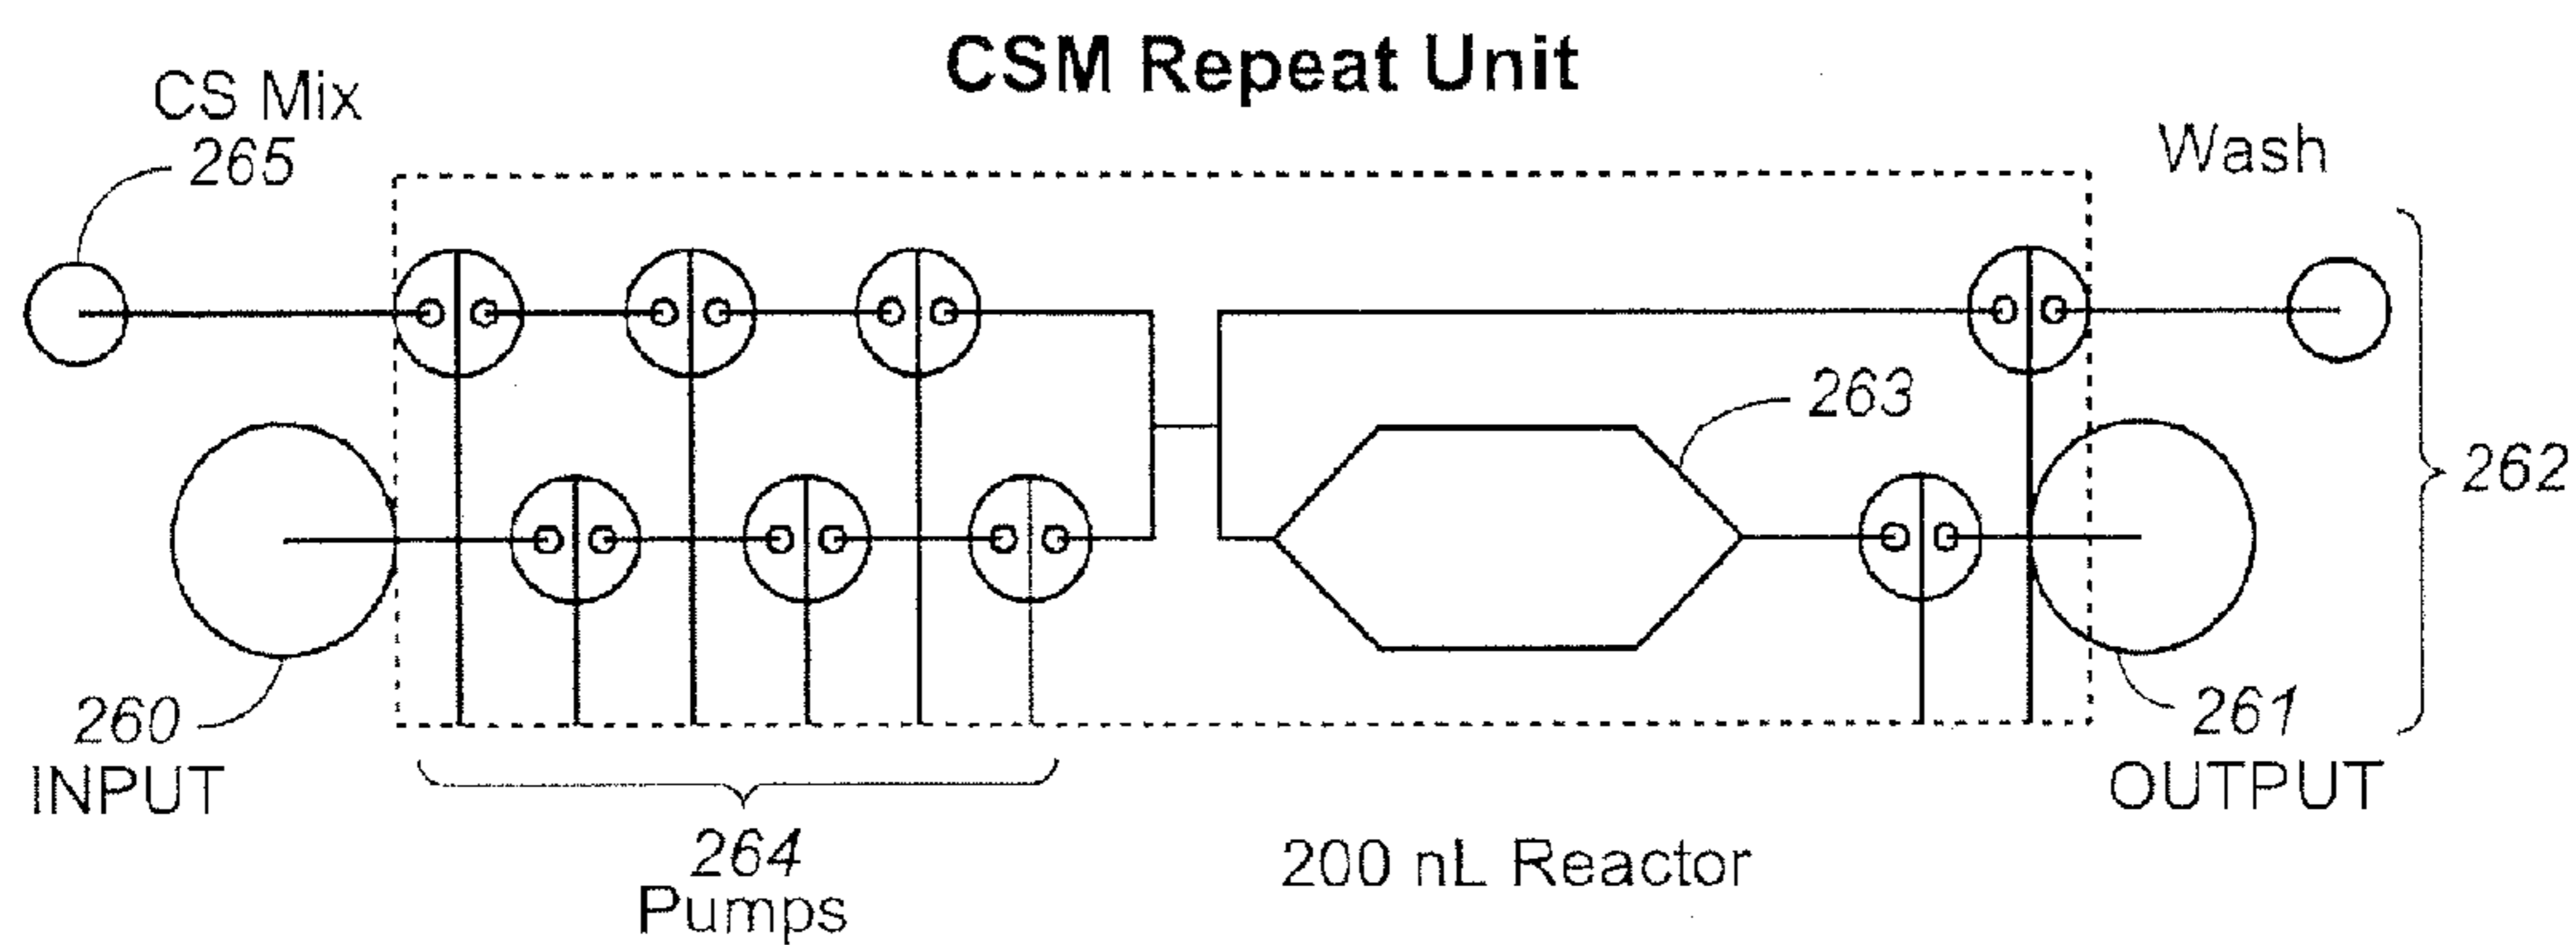 CSM Repeat Unit
CS Mix
265
Wash
263
262
260
INPUT
261
OUTPUT
264
Pumps
200 nL Reactor